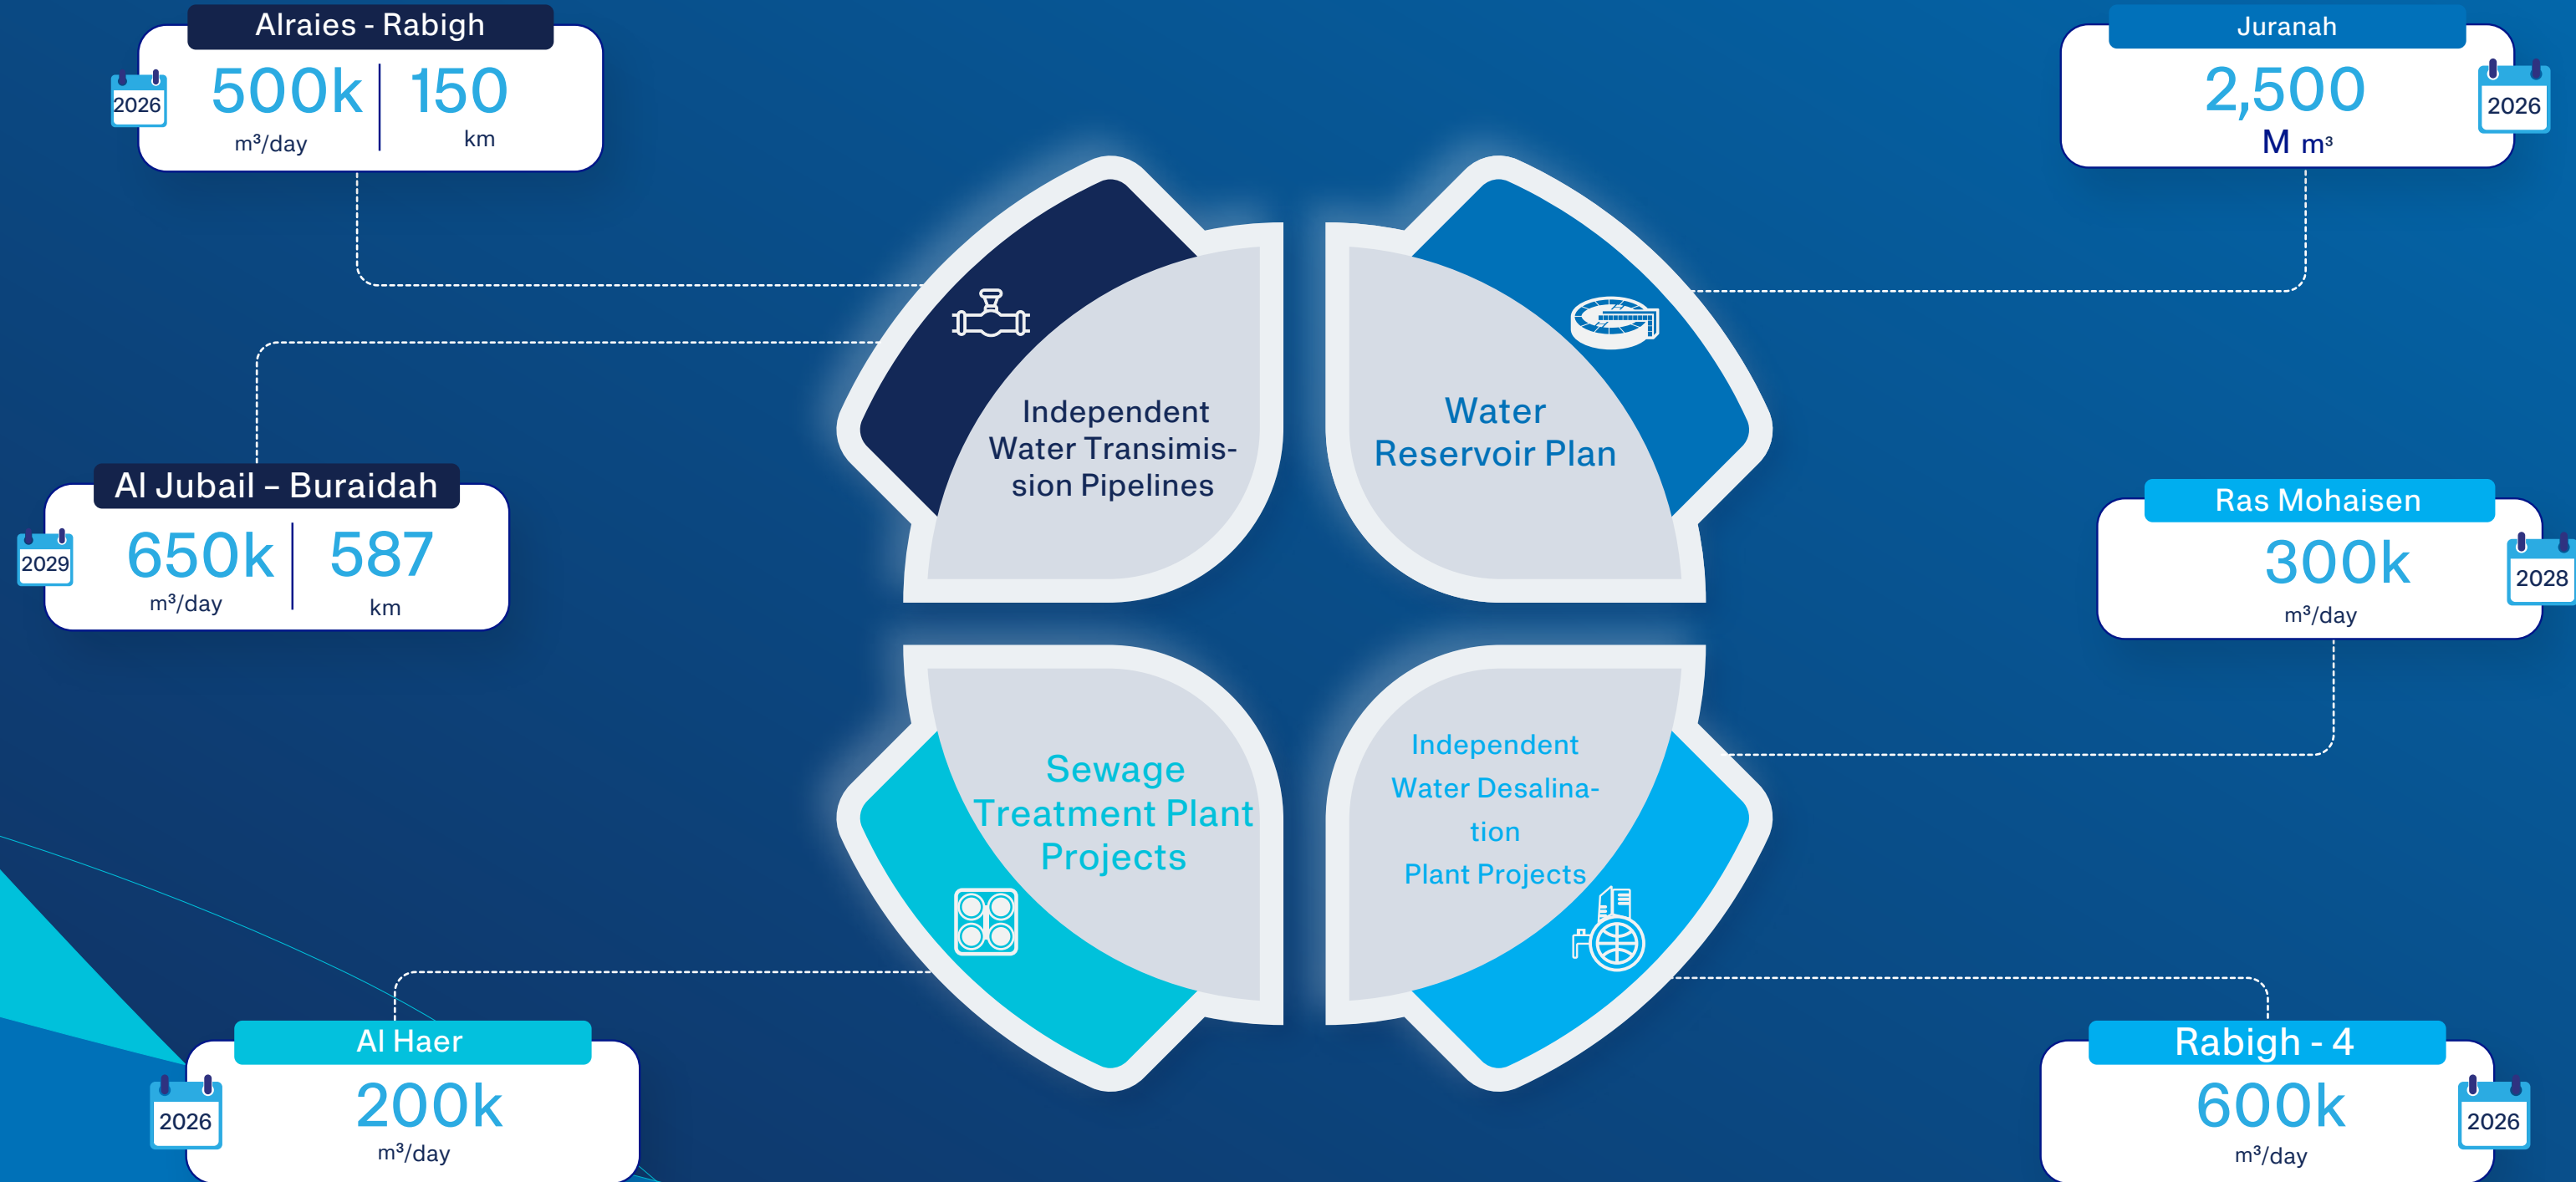 Alraies - Rabigh
2026
500k
150
m³/day
km
Juranah
2,500
M m³
2026
Independent
Water Transimis-
sion Pipelines
Water
Reservoir Plan
Al Jubail – Buraidah
2029
650k
587
m³/day
km
Ras Mohaisen
300k
m³/day
2028
Sewage
Treatment Plant
Projects
Independent
Water Desalina-
tion
Plant Projects
Al Haer
2026
200k
m³/day
Rabigh - 4
600k
m³/day
2026